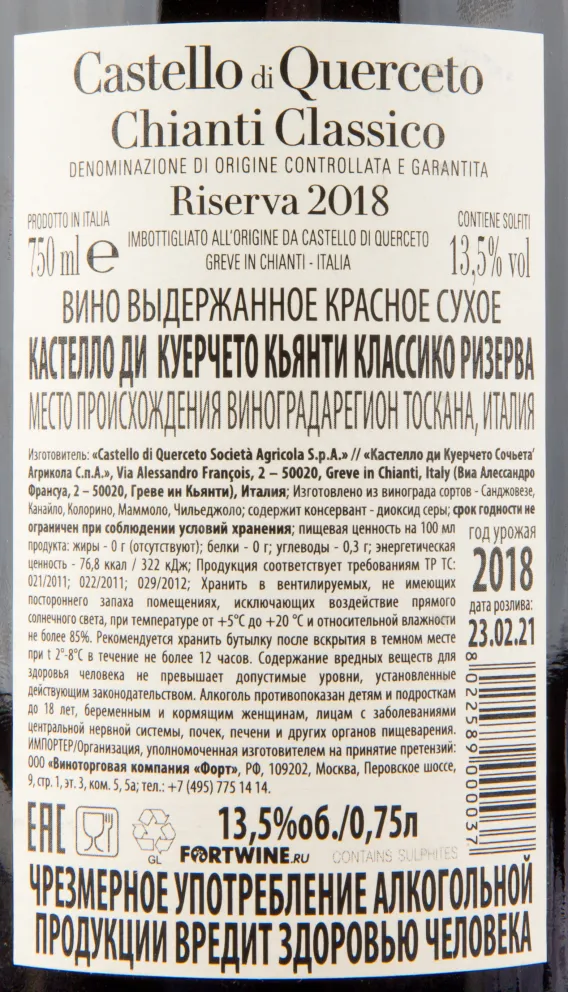 Castello di Querceto
Chianti Classico
DENOMINAZIONE DI ORIGINE CONTROLLATA E GARANTITA
Riserva 2018
PRODOTTO IN ITALIA
750 ml e
IMBOTTIGLIATO ALL'ORIGINE DA CASTELLO DI QUERCETO
GREVE IN CHIANTI - ITALIA
CONTIENE SOLFITI
13,5% vol
ВИНО ВЫДЕРЖАННОЕ КРАСНОЕ СУХОЕ
КАСТЕЛЛО ДИ КУЕРЧЕТО КЬЯНТИ КЛАССИКО РИЗЕРВА
МЕСТО ПРОИСХОЖДЕНИЯ ВИНОГРАДАРЕГИОН ТОСКАНА, ИТАЛИЯ
Изготовитель: «Castello di Querceto Società Agricola S.p.A.» // «Кастелло ди Куерчето Сочьета'
Агрикола С.п.А.», Via Alessandro François, 2 – 50020, Greve in Chianti, Italy (Виа Алессандро
Франсуа, 2 – 50020, Греве ин Кьянти), Италия; Изготовлено из винограда сортов - Санджовезе,
Канайло, Колорино, Маммоло, Чильеджоло; содержит консервант - диоксид серы; срок годности не
ограничен при соблюдении условий хранения; пищевая ценность на 100 мл
продукта: жиры - 0 г (отсутствуют); белки - 0 г; углеводы - 0,3 г; энергетическая
ценность - 76,8 ккал / 322 кДж; Продукция соответствует требованиям ТР ТС:
021/2011; 022/2011; 029/2012; Хранить в вентилируемых, не имеющих
постороннего запаха помещениях, исключающих воздействие прямого
солнечного света, при температуре от +5°С до +20 °С и относительной влажности
не более 85%. Рекомендуется хранить бутылку после вскрытия в темном месте
при t 2°-8°С в течение не более 12 часов. Содержание вредных веществ для
здоровья человека не превышает допустимые уровни, установленные
действующим законодательством. Алкоголь противопоказан детям и подросткам
до 18 лет, беременным и кормящим женщинам, лицам с заболеваниями
центральной нервной системы, почек, печени и других органов пищеварения.
ИМПОРТЕР/Организация, уполномоченная изготовителем на принятие претензий:
ООО «Виноторговая компания «Форт», РФ, 109202, Москва, Перовское шоссе,
9, стр. 1, эт. 3, ком. 5, 5а; тел.: +7 (495) 775 14 14.
год урожая
2018
дата розлива:
23.02.21
8022589000037
EAC
GL
13,5%об./0,75л
FORTWINE.RU
CONTAINS SULPHITES
ЧРЕЗМЕРНОЕ УПОТРЕБЛЕНИЕ АЛКОГОЛЬНОЙ
ПРОДУКЦИИ ВРЕДИТ ЗДОРОВЬЮ ЧЕЛОВЕКА